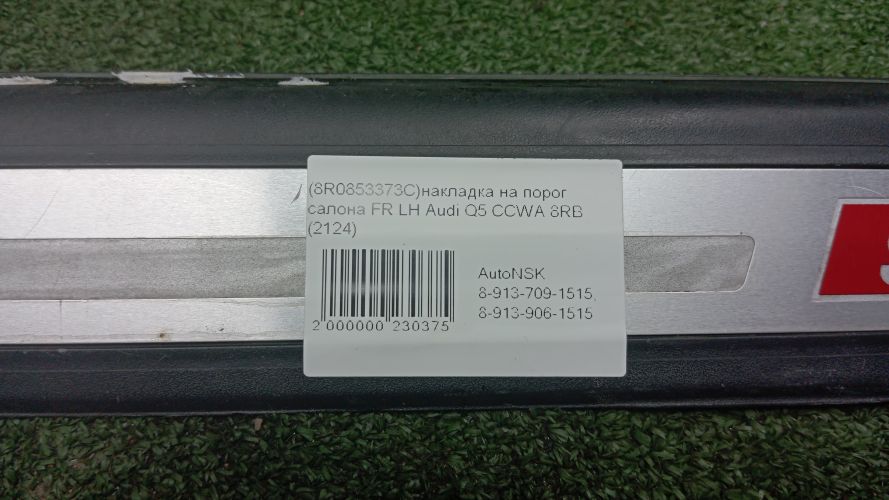 (8R0853373C)накладка на порог
салона FR LH Audi Q5 CCWA 8RB
(2124)
AutoNSK
8-913-709-1515,
8-913-906-1515
2 000000 230375